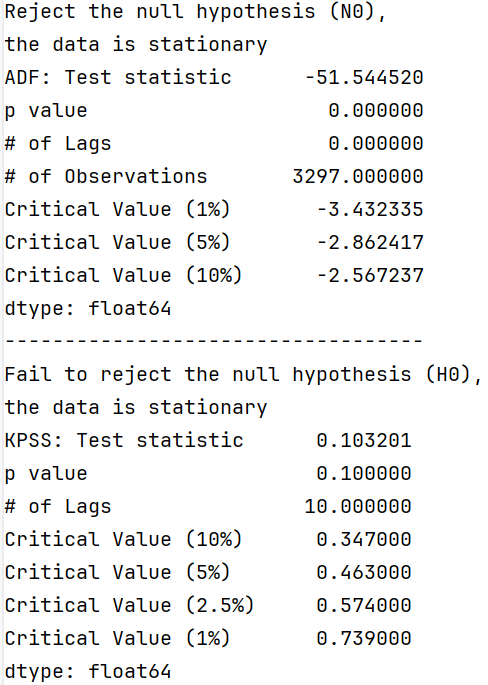 Reject the null hypothesis (N0),
the data is stationary
ADF: Test statistic -51.544520
p value 0.000000
# of Lags 0.000000
# of Observations 3297.000000
Critical Value (1%) -3.432335
Critical Value (5%) -2.862417
Critical Value (10%) -2.567237
dtype: float64
-----------------------------------
Fail to reject the null hypothesis (H0),
the data is stationary
KPSS: Test statistic 0.103201
p value 0.100000
# of Lags 10.000000
Critical Value (10%) 0.347000
Critical Value (5%) 0.463000
Critical Value (2.5%) 0.574000
Critical Value (1%) 0.739000
dtype: float64